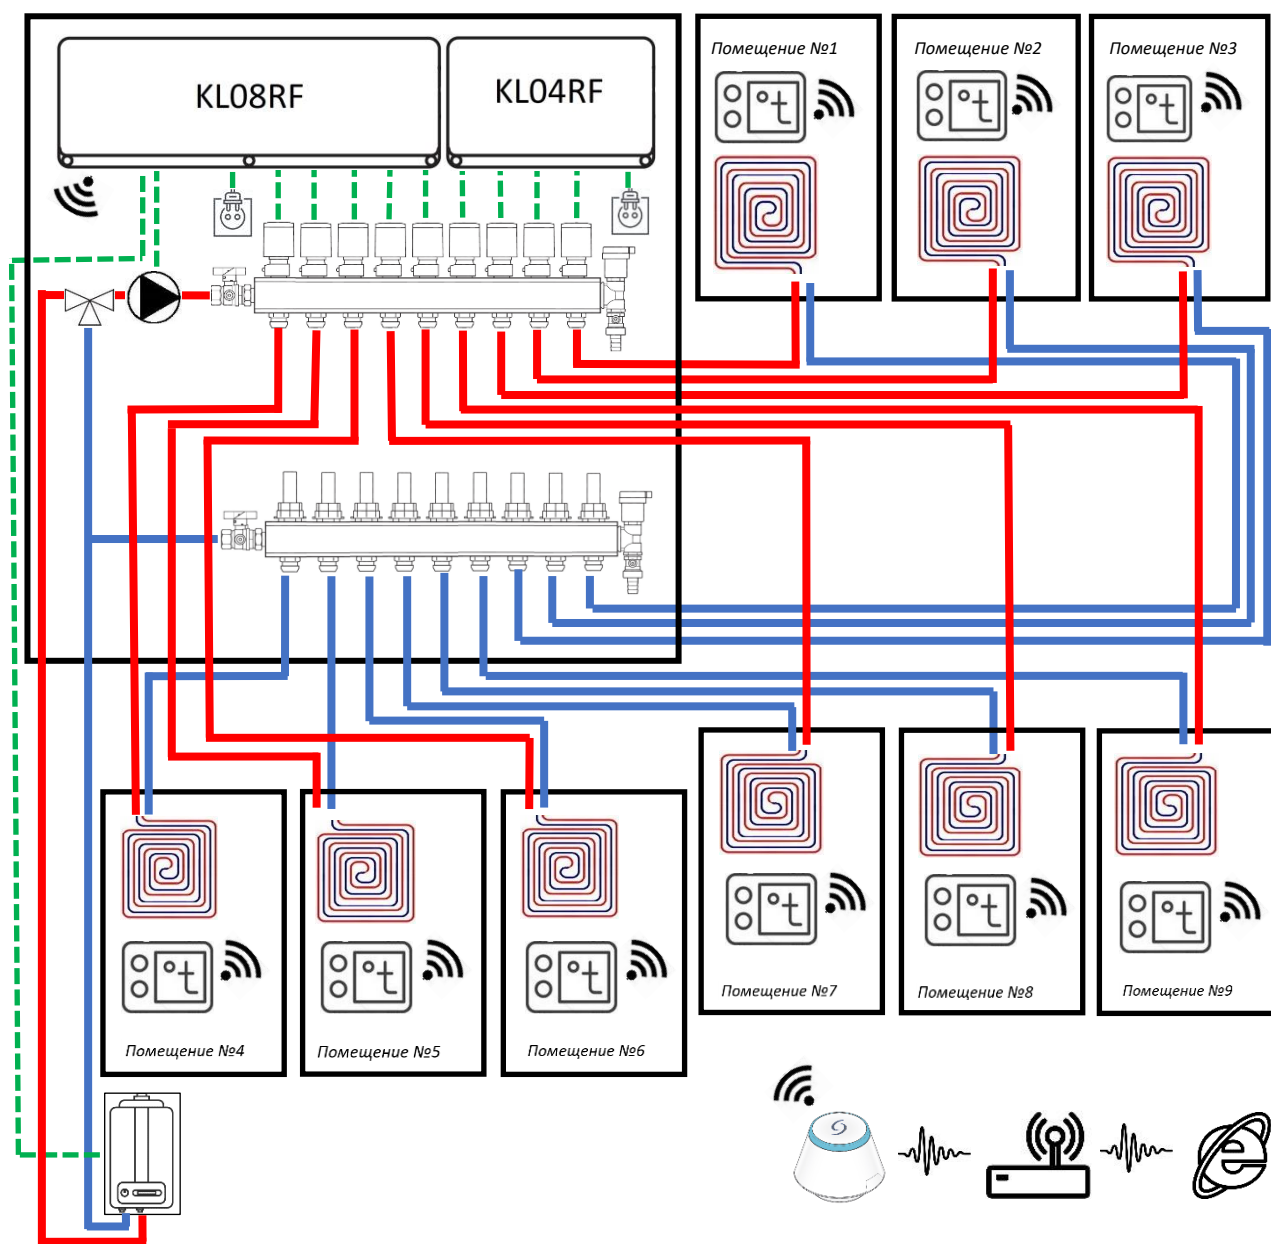 KL08RF
KL04RF
Помещение №1
Помещение №2
Помещение №3
°t
°t
°t
°t
°t
°t
Помещение №7
Помещение №8
Помещение №9
°t
°t
°t
Помещение №4
Помещение №5
Помещение №6